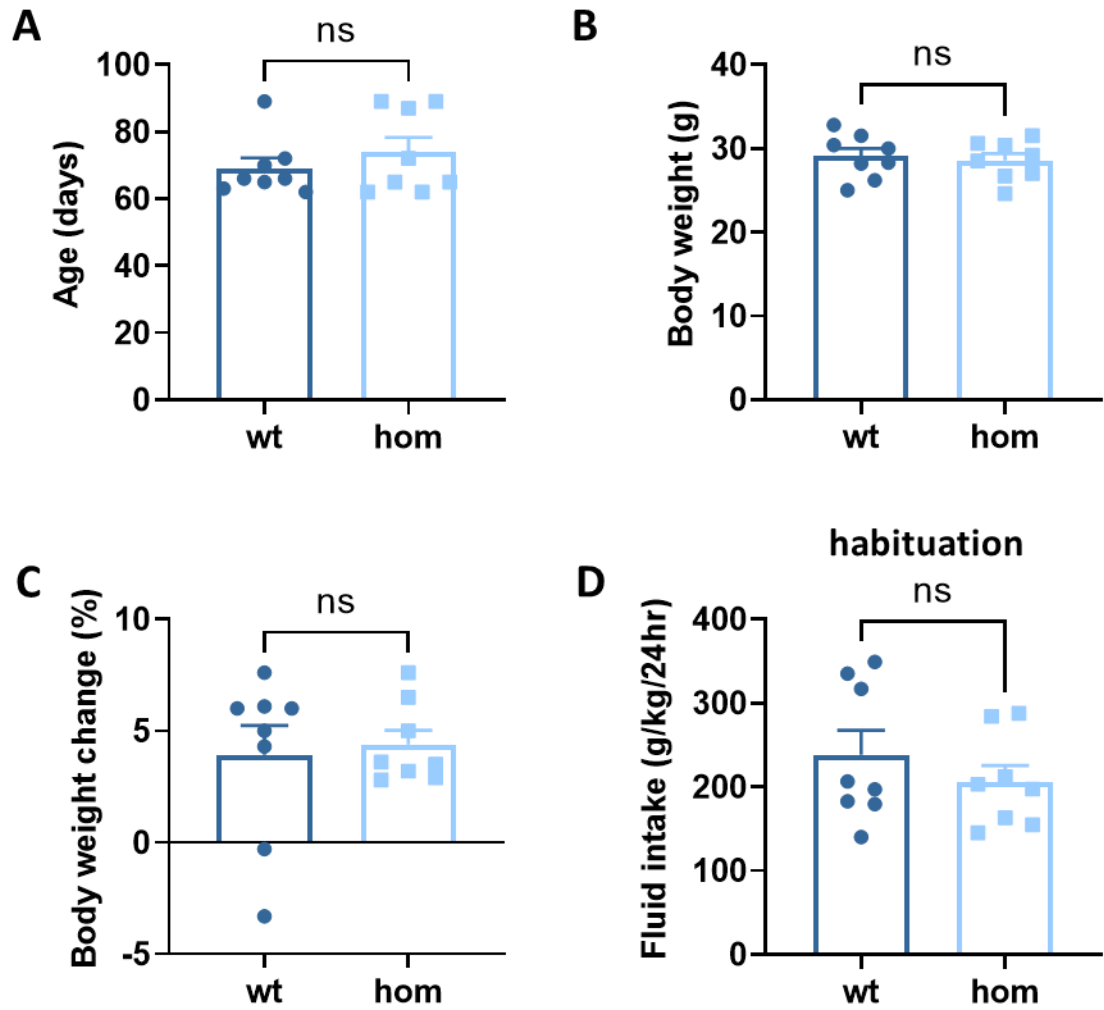 A
ns
Age (days)
100
80
60
40
20
0
wt hom
B
ns
Body weight (g)
40
30
20
10
0
wt hom
C
ns
Body weight change (%)
10
5
0
-5
wt hom
habituation
D
ns
Fluid intake (g/kg/24hr)
400
300
200
100
0
wt hom